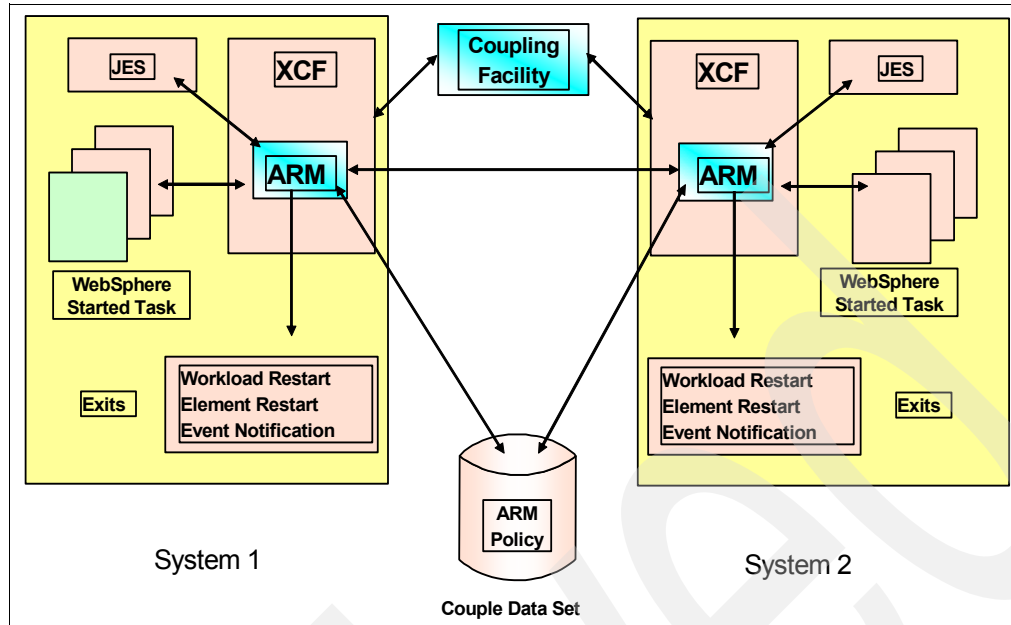 JES
XCF
Coupling
Facility
XCF
JES
ARM
ARM
WebSphere
Started Task
WebSphere
Started Task
Workload Restart
Element Restart
Event Notification
Exits
Workload Restart
Element Restart
Event Notification
Exits
ARM
Policy
System 1
System 2
Couple Data Set